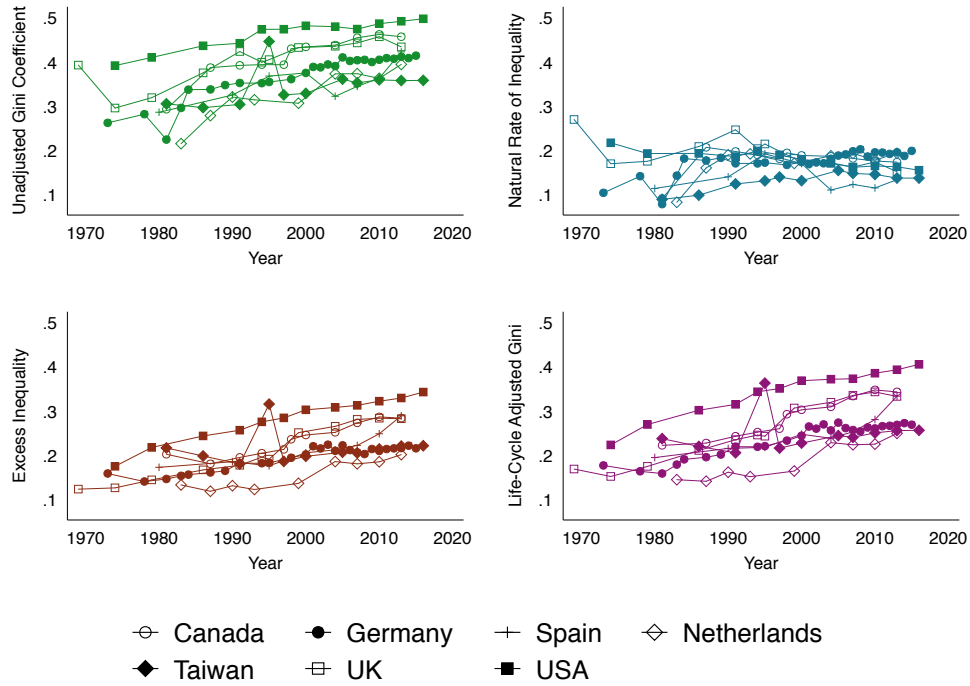 Unadjusted Gini Coefficient
.5
.4
.3
.2
.1
1970 1980 1990 2000 2010 2020
Year
Natural Rate of Inequality
.5
.4
.3
.2
.1
1970 1980 1990 2000 2010 2020
Year
Excess Inequality
.5
.4
.3
.2
.1
1970 1980 1990 2000 2010 2020
Year
Life-Cycle Adjusted Gini
.5
.4
.3
.2
.1
1970 1980 1990 2000 2010 2020
Year
Canada Germany Spain Netherlands
Taiwan UK USA